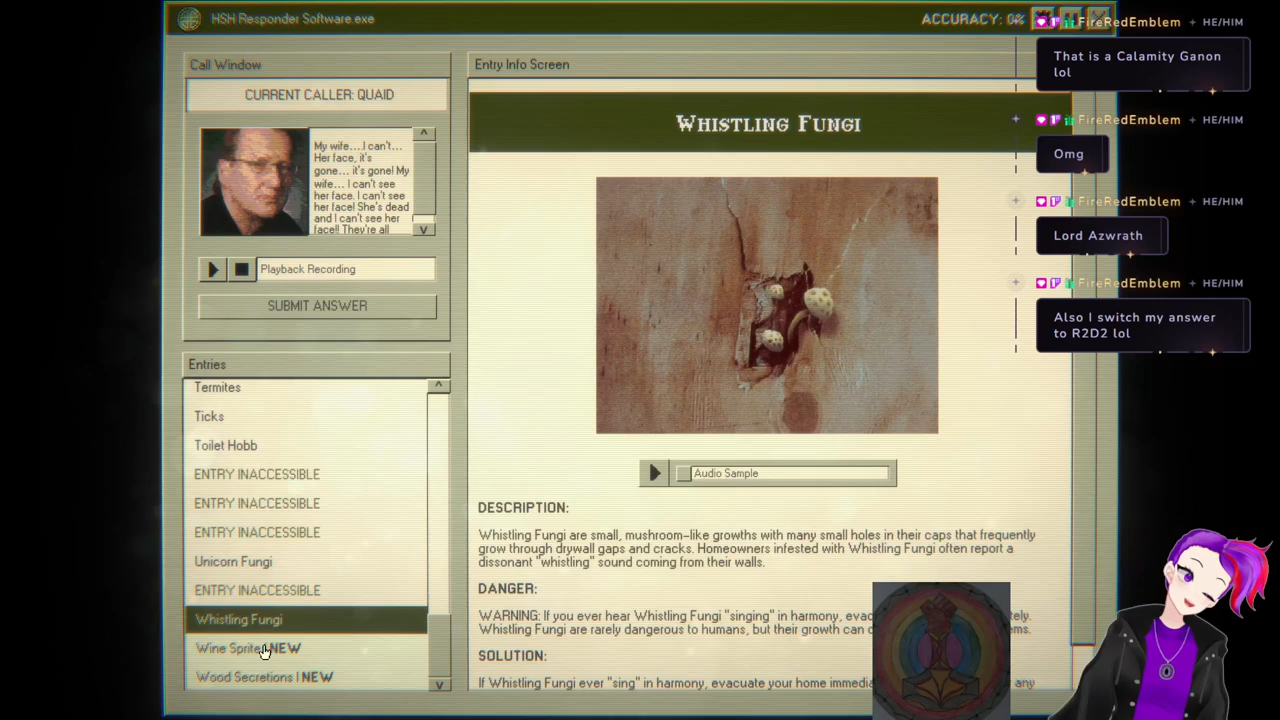 HSH Responder Software.exe
ACCURACY: 0%
Call Window
CURRENT CALLER: QUAID
My wife....I can't...
Her face, it's
gone... it's gone! My
wife... I can't see
her face. I can't see
her face! She's dead
and I can't see her
face!! They're all
Playback Recording
SUBMIT ANSWER
Entries
Termites
Ticks
Toilet Hobb
ENTRY INACCESSIBLE
ENTRY INACCESSIBLE
ENTRY INACCESSIBLE
Unicorn Fungi
ENTRY INACCESSIBLE
Whistling Fungi
Wine Sprite NEW
Wood Secretions | NEW
Entry Info Screen
WHISTLING FUNGI
Audio Sample
DESCRIPTION:
Whistling Fungi are small, mushroom-like growths with many small holes in their caps that frequently
grow through drywall gaps and cracks. Homeowners infested with Whistling Fungi often report a
dissonant "whistling" sound coming from their walls.
DANGER:
WARNING: If you ever hear Whistling Fungi "singing" in harmony,
Whistling Fungi are rarely dangerous to humans, but their growth can
SOLUTION:
If Whistling Fungi ever "sing" in harmony, evacuate your home any
FireRedEmblem HE/HIM
That is a Calamity Ganon
lol
FireRedEmblem HE/HIM
Omg
FireRedEmblem HE/HIM
Lord Azwrath
FireRedEmblem HE/HIM
Also I switch my answer
to R2D2 lol